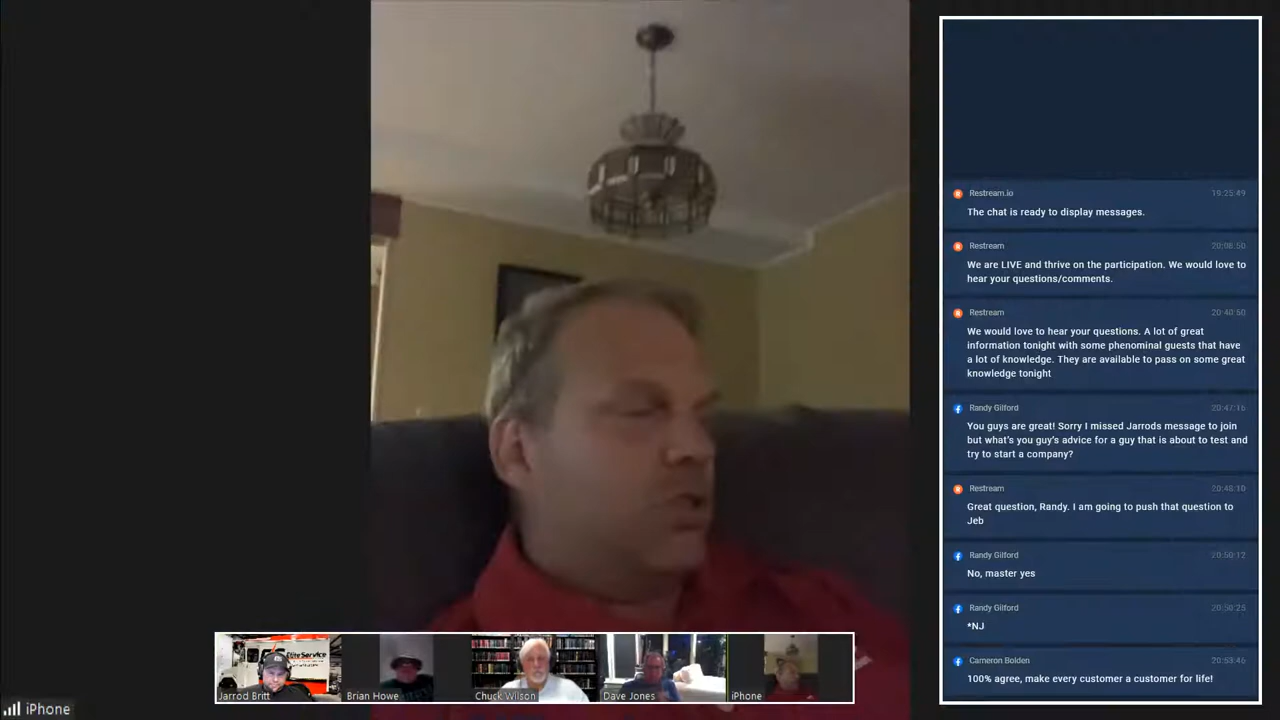 Restream.io 19:25:49
The chat is ready to display messages.
Restream 20:08:50
We are LIVE and thrive on the participation. We would love to
hear your questions/comments.
Restream 20:40:50
We would love to hear your questions. A lot of great
information tonight with some phenominal guests that have
a lot of knowledge. They are available to pass on some great
knowledge tonight
Randy Gilford 20:47:16
You guys are great! Sorry I missed Jarrods message to join
but what's you guy's advice for a guy that is about to test and
try to start a company?
Restream 20:48:10
Great question, Randy. I am going to push that question to
Jeb
Randy Gilford 20:50:12
No, master yes
Randy Gilford 20:50:25
*NJ
Cameron Bolden 20:53:46
100% agree, make every customer a customer for life!
Elite Service
Jarrod Britt
Brian Howe
Chuck Wilson
Dave Jones
iPhone
iPhone